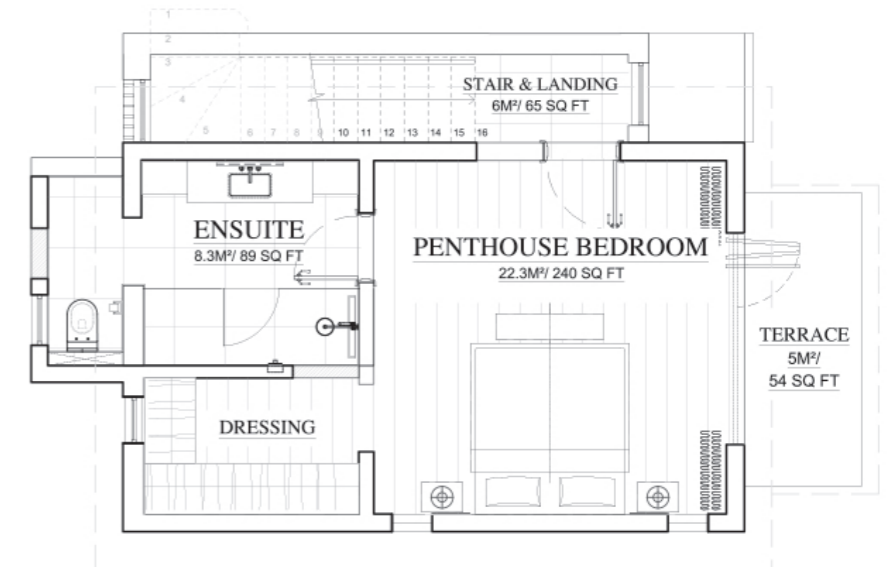 1
2
3
4
5 6 7 8 9 10 11 12 13 14 15 16
STAIR & LANDING
6M²/ 65 SQ FT
ENSUITE
8.3M²/ 89 SQ FT
PENTHOUSE BEDROOM
22.3M²/ 240 SQ FT
TERRACE
5M²/
54 SQ FT
DRESSING